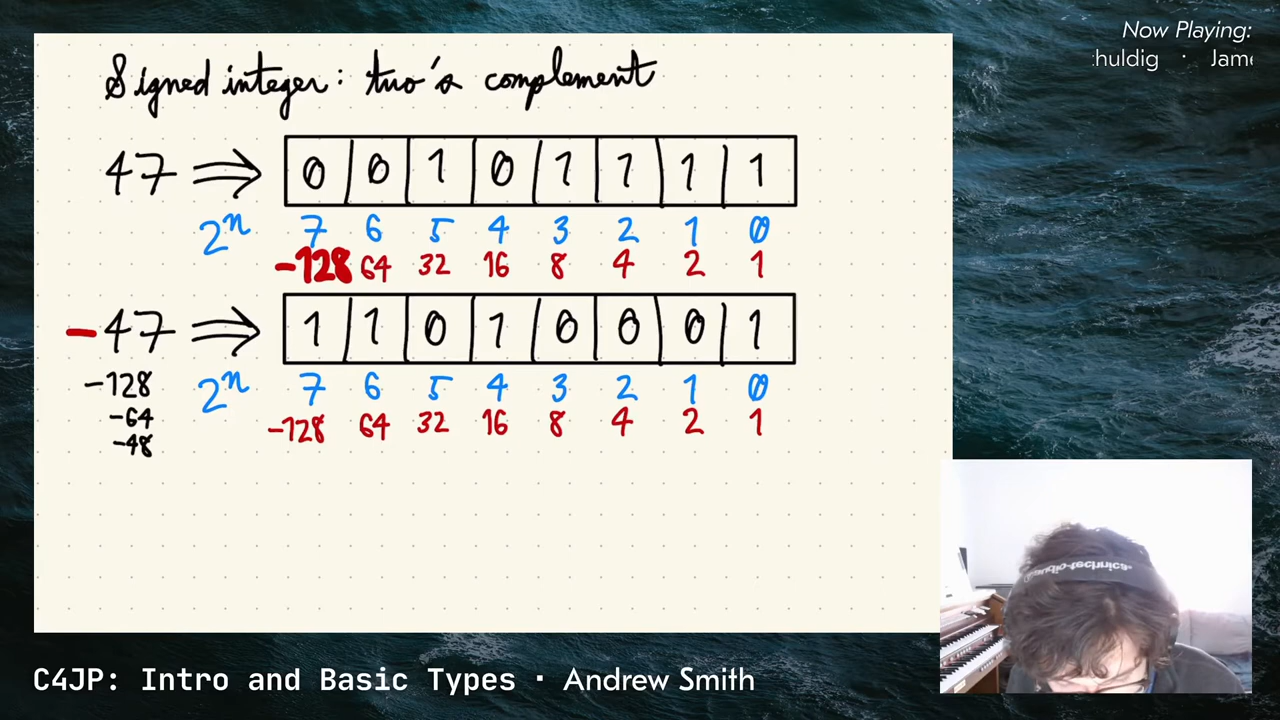 Now Playing:
:huldig · Jame
Signed integer: two's complement
47 ⇒ 0 0 1 0 1 1 1 1
2ⁿ 7 6 5 4 3 2 1 0
-128 64 32 16 8 4 2 1
-47 ⇒ 1 1 0 1 0 0 0 1
-128 2ⁿ 7 6 5 4 3 2 1 0
-64 -128 64 32 16 8 4 2 1
-48
audio-technica
C4JP: Intro and Basic Types · Andrew Smith